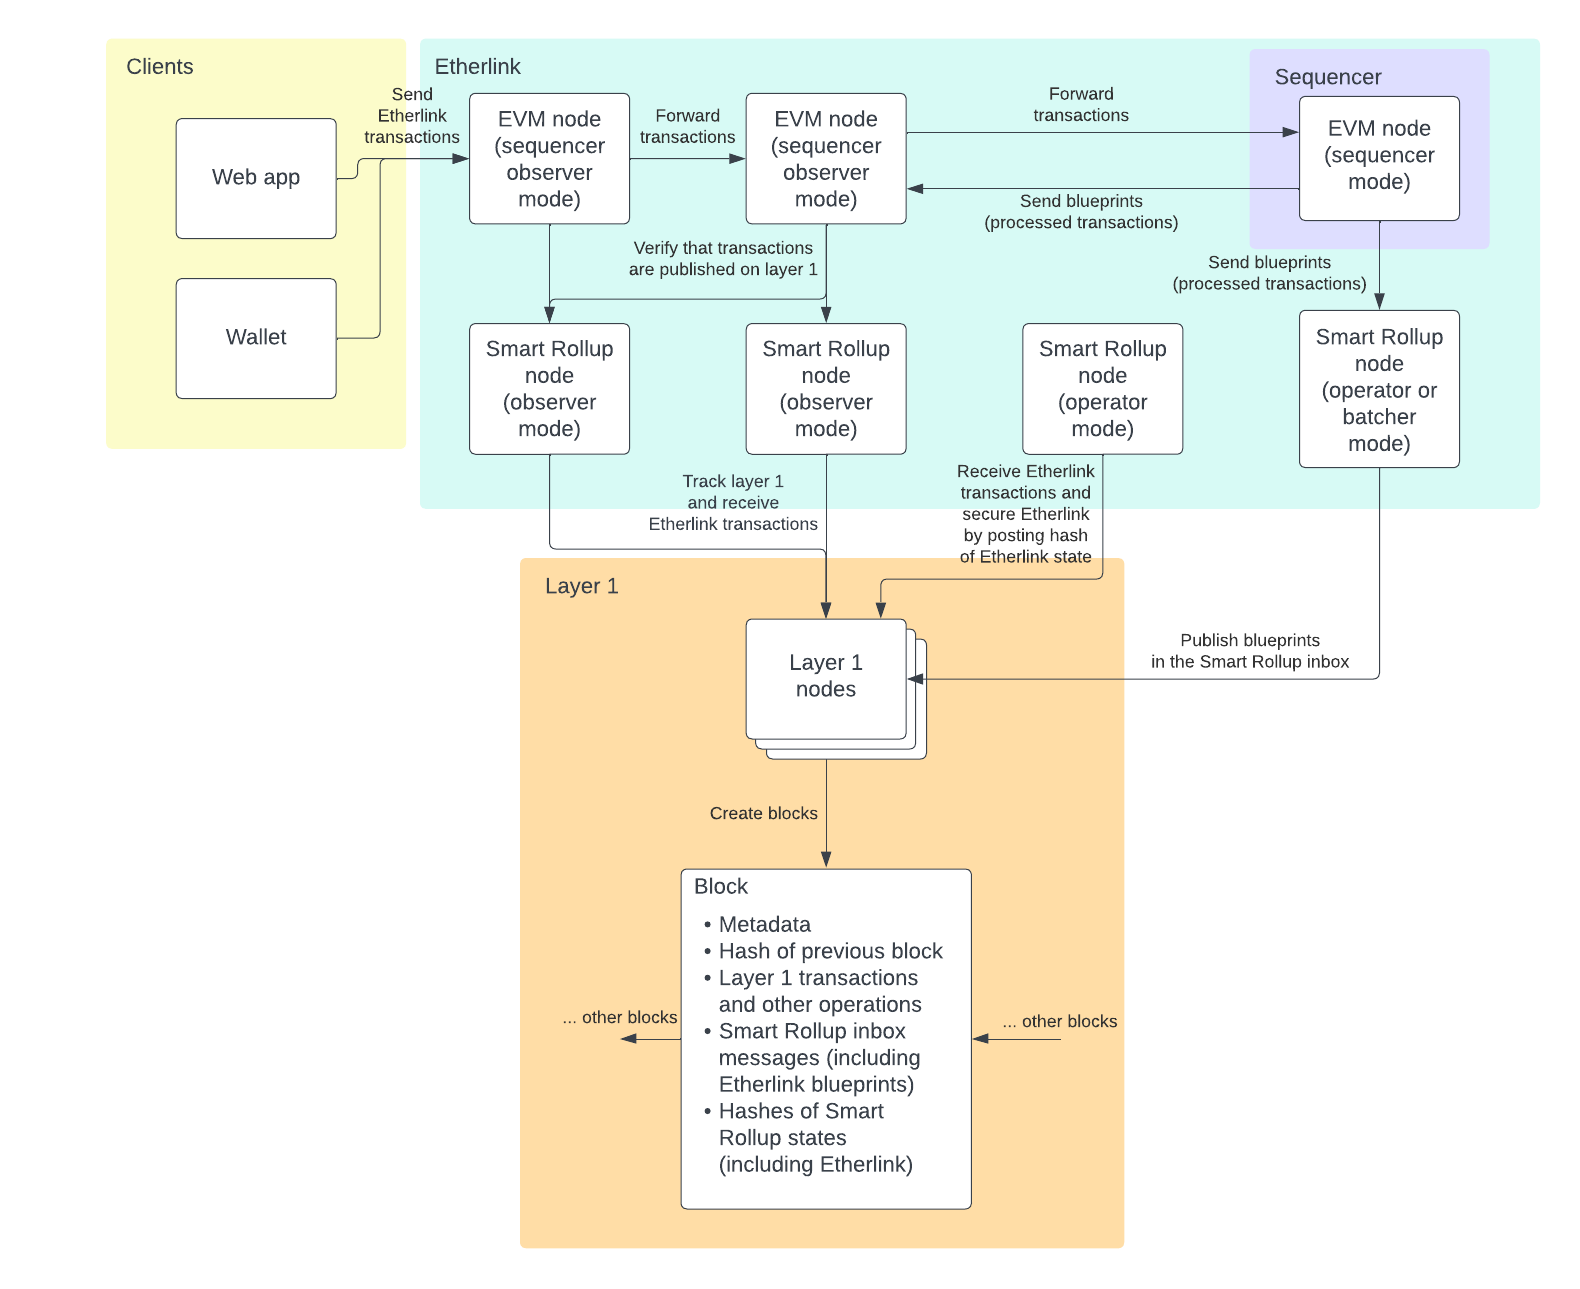 Clients
Web app
Wallet
Send
Etherlink
transactions
Etherlink
EVM node
(sequencer
observer
mode)
Forward
transactions
EVM node
(sequencer
observer
mode)
Forward
transactions
Sequencer
EVM node
(sequencer
mode)
Send blueprints
(processed transactions)
Verify that transactions
are published on layer 1
Send blueprints
(processed transactions)
Smart Rollup
node
(observer
mode)
Smart Rollup
node
(observer
mode)
Smart Rollup
node
(operator
mode)
Smart Rollup
node
(operator or
batcher
mode)
Track layer 1
and receive
Etherlink transactions
Receive Etherlink
transactions and
secure Etherlink
by posting hash
of Etherlink state
Layer 1
Layer 1
nodes
Publish blueprints
in the Smart Rollup inbox
Create blocks
Block
• Metadata
• Hash of previous block
• Layer 1 transactions
and other operations
• Smart Rollup inbox
messages (including
Etherlink blueprints)
• Hashes of Smart
Rollup states
(including Etherlink)
... other blocks
... other blocks